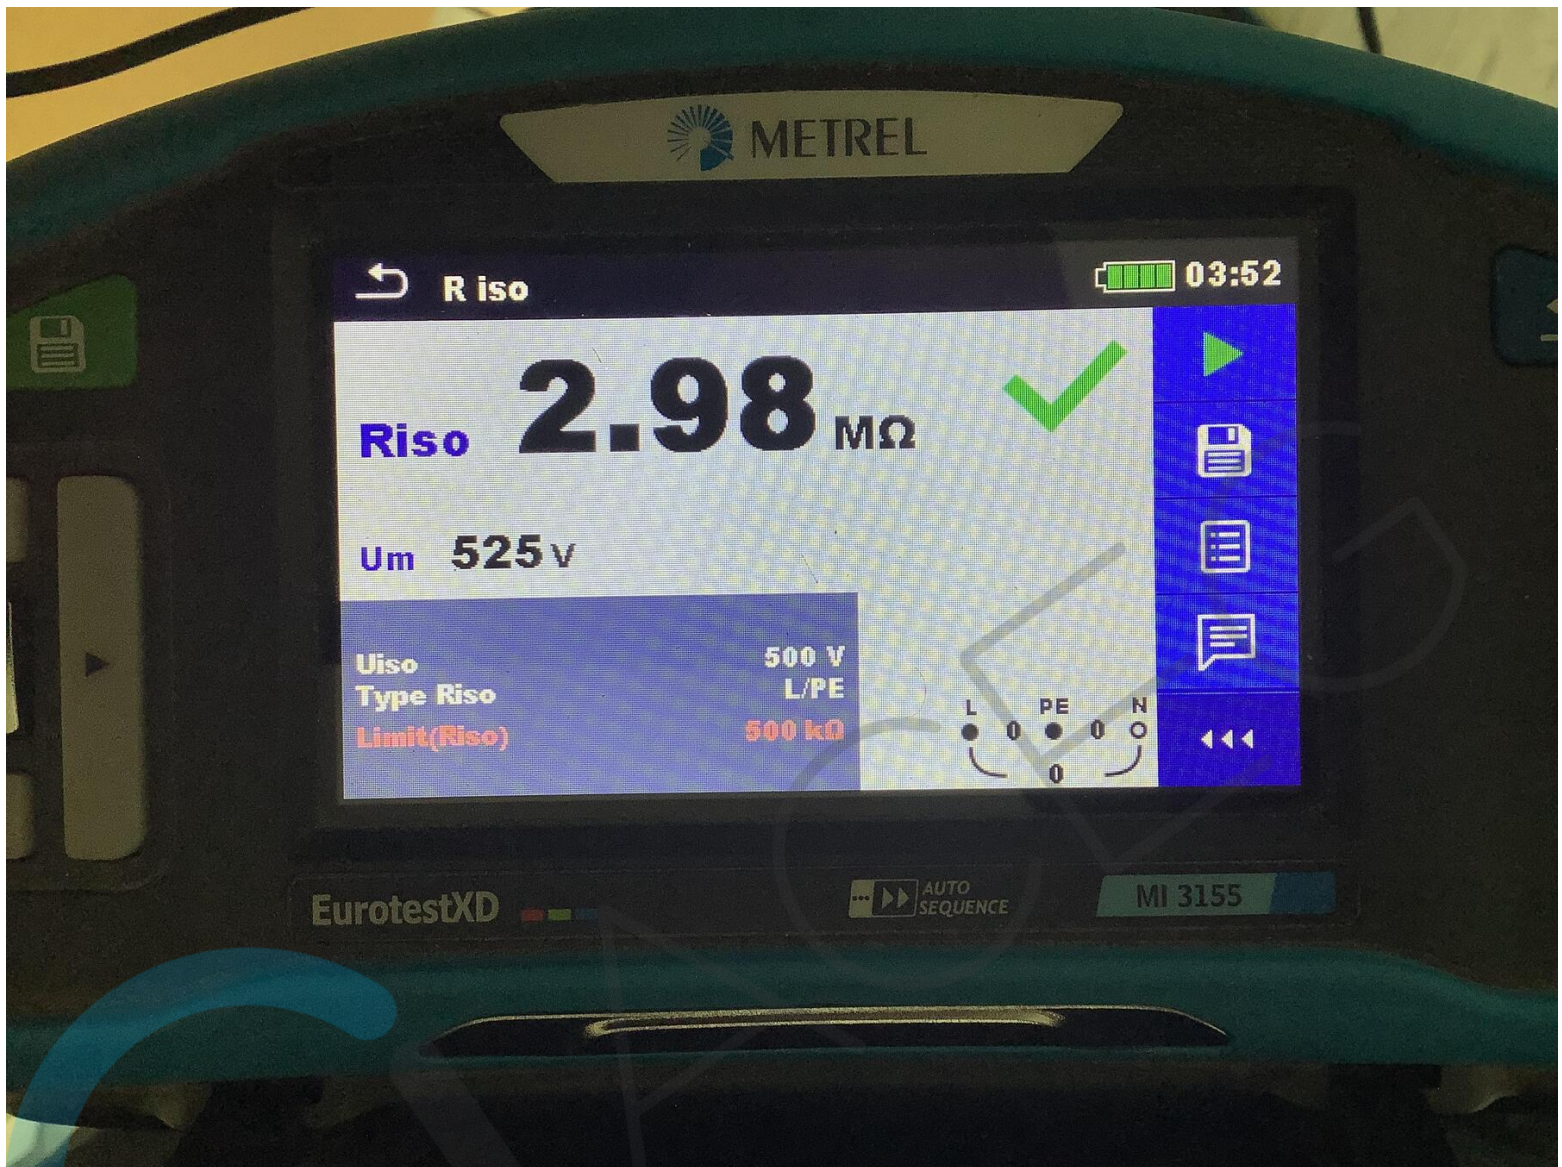 METREL
R iso 03:52
Riso 2.98 MΩ
Um 525 V
Uiso 500 V
Type Riso L/PE
Limit(Riso) 500 kΩ
L PE N
0 0
0
EurotestXD
AUTO
SEQUENCE
MI 3155